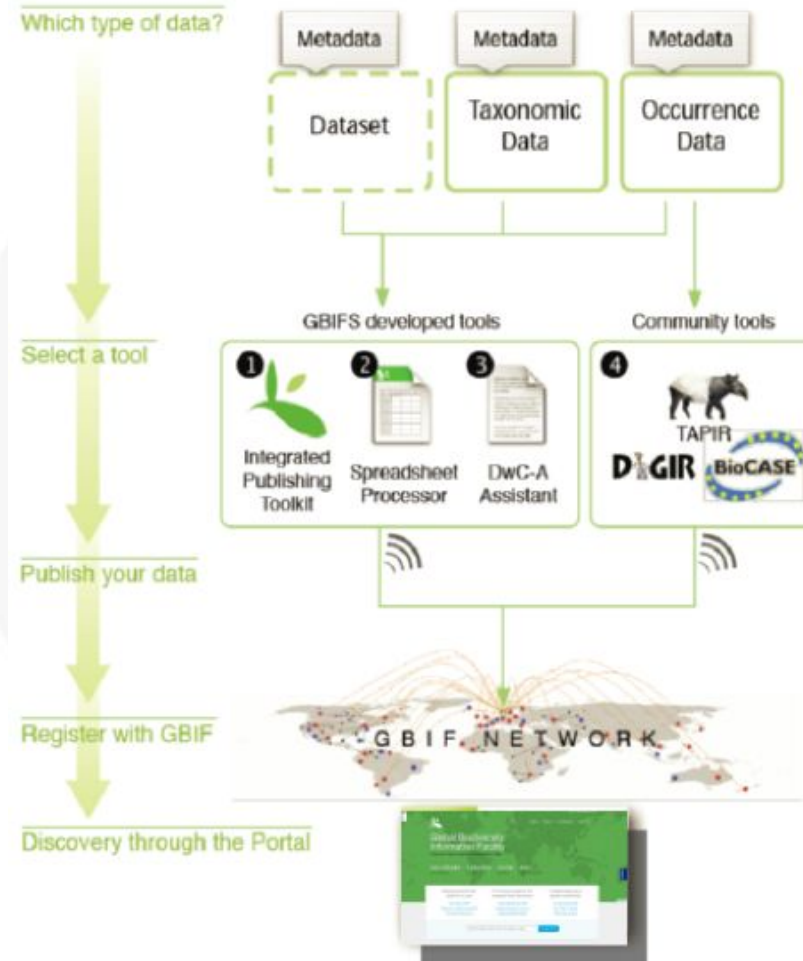 Which type of data?
Metadata
Metadata
Metadata
Dataset
Taxonomic
Data
Occurrence
Data
GBIFS developed tools
Community tools
Select a tool
1
2
3
4
Integrated
Publishing
Toolkit
Spreadsheet
Processor
DwC-A
Assistant
TAPIR
DiGIR
BioCASE
Publish your data
Register with GBIF
GBIF NETWORK
Discovery through the Portal
Global Biodiversity
Information Facility